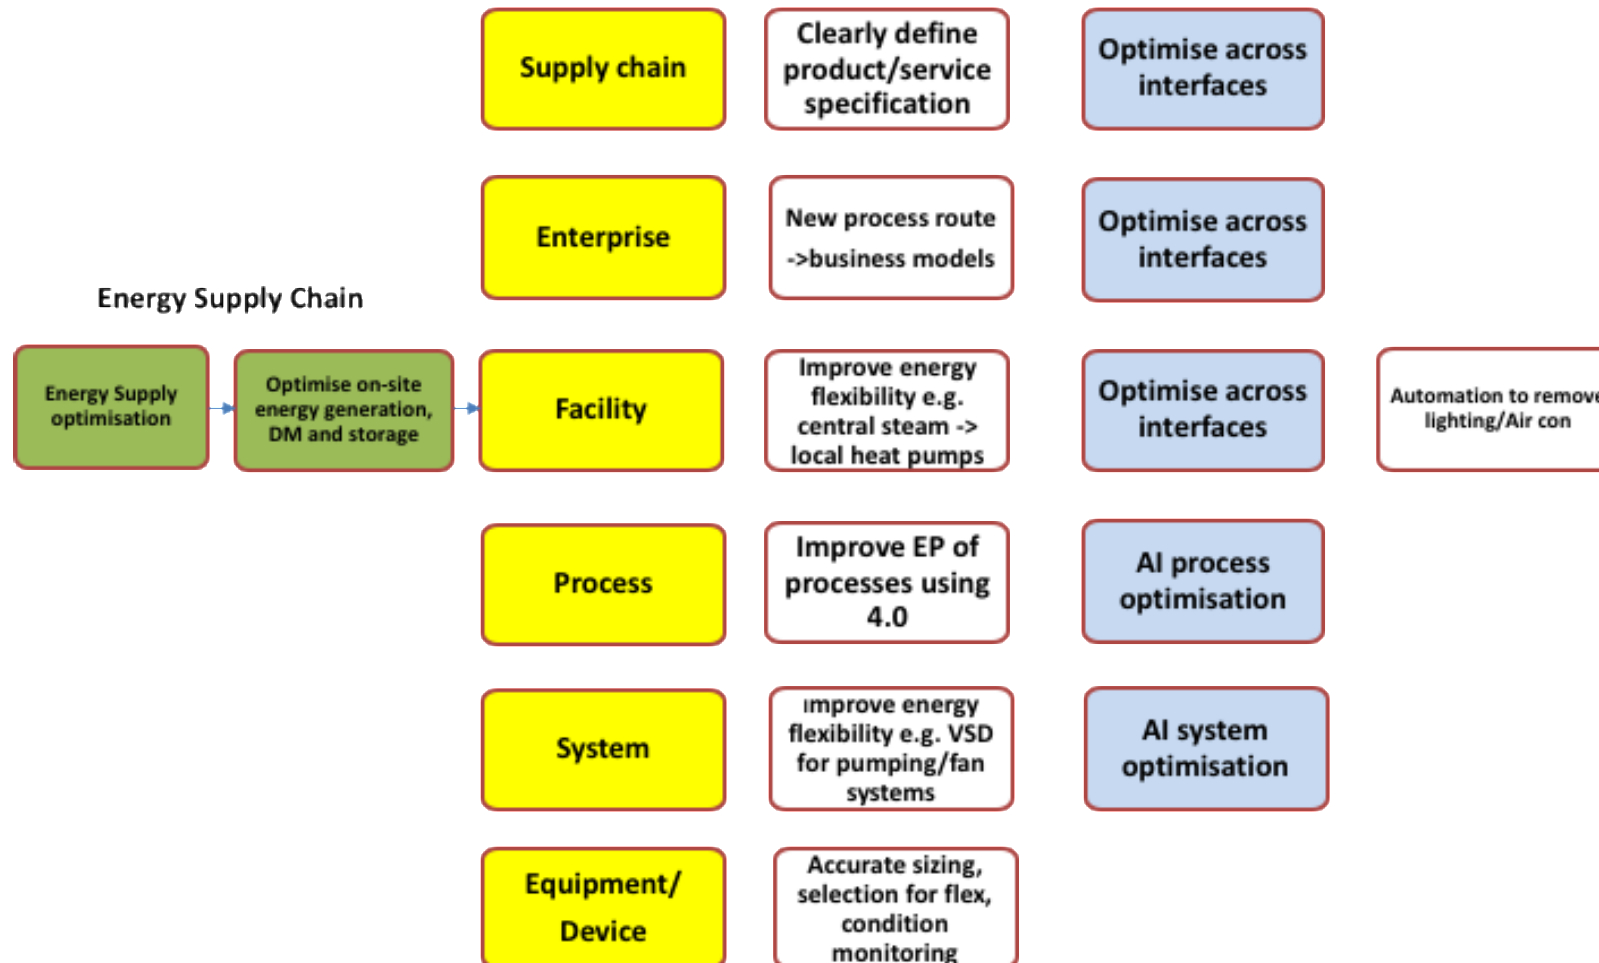 Supply chain
Clearly define
product/service
specification
Optimise across
interfaces
Enterprise
New process route
->business models
Optimise across
interfaces
Energy Supply Chain
Energy Supply
optimisation
Optimise on-site
energy generation,
DM and storage
Facility
Improve energy
flexibility e.g.
central steam ->
local heat pumps
Optimise across
interfaces
Automation to remove
lighting/Air con
Process
Improve EP of
processes using
4.0
AI process
optimisation
System
Improve energy
flexibility e.g. VSD
for pumping/fan
systems
AI system
optimisation
Equipment/
Device
Accurate sizing,
selection for flex,
condition
monitoring